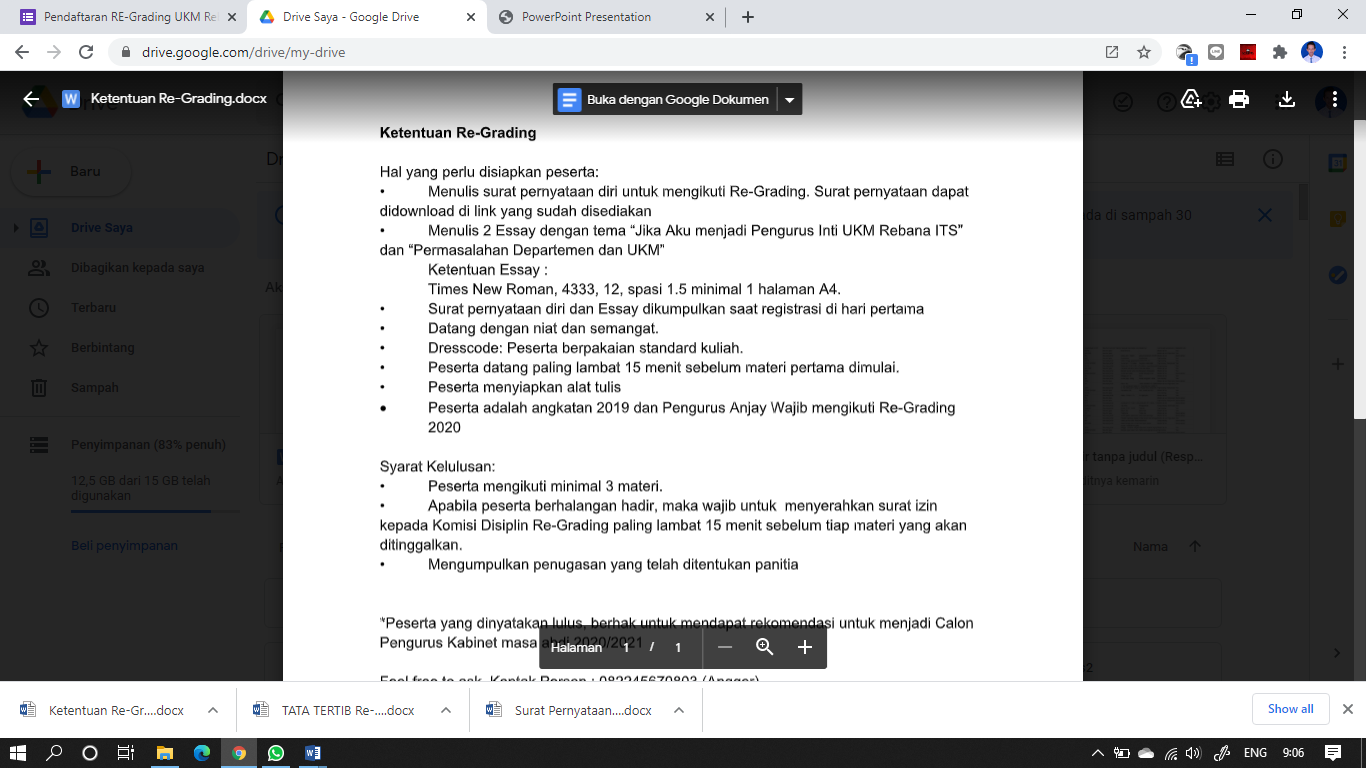 Pendaftaran RE-Grading UKM Re
Drive Saya - Google Drive
PowerPoint Presentation
drive.google.com/drive/my-drive
Ketentuan Re-Grading.docx
Buka dengan Google Dokumen
Baru
Drive Saya
Dibagikan kepada saya
Terbaru
Berbintang
Sampah
Penyimpanan (83% penuh)
12,5 GB dari 15 GB telah
digunakan
Beli penyimpanan
Ketentuan Re-Grading
Hal yang perlu disiapkan peserta:
• Menulis surat pernyataan diri untuk mengikuti Re-Grading. Surat pernyataan dapat
didownload di link yang sudah disediakan
• Menulis 2 Essay dengan tema “Jika Aku menjadi Pengurus Inti UKM Rebana ITS”
dan “Permasalahan Departemen dan UKM”
Ketentuan Essay :
Times New Roman, 4333, 12, spasi 1.5 minimal 1 halaman A4.
• Surat pernyataan diri dan Essay dikumpulkan saat registrasi di hari pertama
• Datang dengan niat dan semangat.
• Dresscode: Peserta berpakaian standard kuliah.
• Peserta datang paling lambat 15 menit sebelum materi pertama dimulai.
• Peserta menyiapkan alat tulis
• Peserta adalah angkatan 2019 dan Pengurus Anjay Wajib mengikuti Re-Grading
2020
Syarat Kelulusan:
• Peserta mengikuti minimal 3 materi.
• Apabila peserta berhalangan hadir, maka wajib untuk  menyerahkan surat izin
kepada Komisi Disiplin Re-Grading paling lambat 15 menit sebelum tiap materi yang akan
ditinggalkan.
• Mengumpulkan penugasan yang telah ditentukan panitia
*Peserta yang dinyatakan lulus, berhak untuk mendapat rekomendasi untuk menjadi Calon
Pengurus Kabinet masa abdi 2020/2021
Feel free to ask, Kontak Person : 082245670803 (Anggar)
Halaman 1 / 1
da di sampah 30
r tanpa judul (Resp...
itnya kemarin
Nama
Ketentuan Re-Gr....docx
TATA TERTIB Re-....docx
Surat Pernyataan....docx
Show all
ENG
9:06